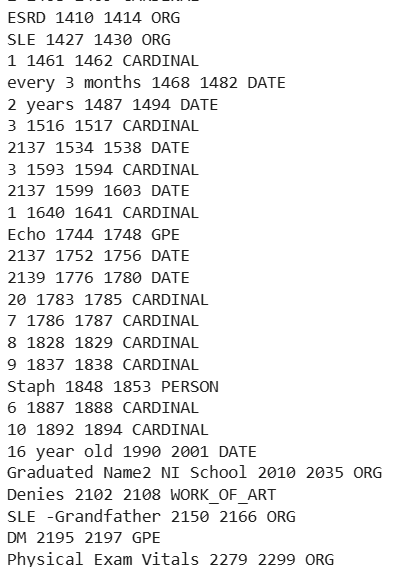 ESRD 1410 1414 ORG
SLE 1427 1430 ORG
1 1461 1462 CARDINAL
every 3 months 1468 1482 DATE
2 years 1487 1494 DATE
3 1516 1517 CARDINAL
2137 1534 1538 DATE
3 1593 1594 CARDINAL
2137 1599 1603 DATE
1 1640 1641 CARDINAL
Echo 1744 1748 GPE
2137 1752 1756 DATE
2139 1776 1780 DATE
20 1783 1785 CARDINAL
7 1786 1787 CARDINAL
8 1828 1829 CARDINAL
9 1837 1838 CARDINAL
Staph 1848 1853 PERSON
6 1887 1888 CARDINAL
10 1892 1894 CARDINAL
16 year old 1990 2001 DATE
Graduated Name2 NI School 2010 2035 ORG
Denies 2102 2108 WORK_OF_ART
SLE -Grandfather 2150 2166 ORG
DM 2195 2197 GPE
Physical Exam Vitals 2279 2299 ORG